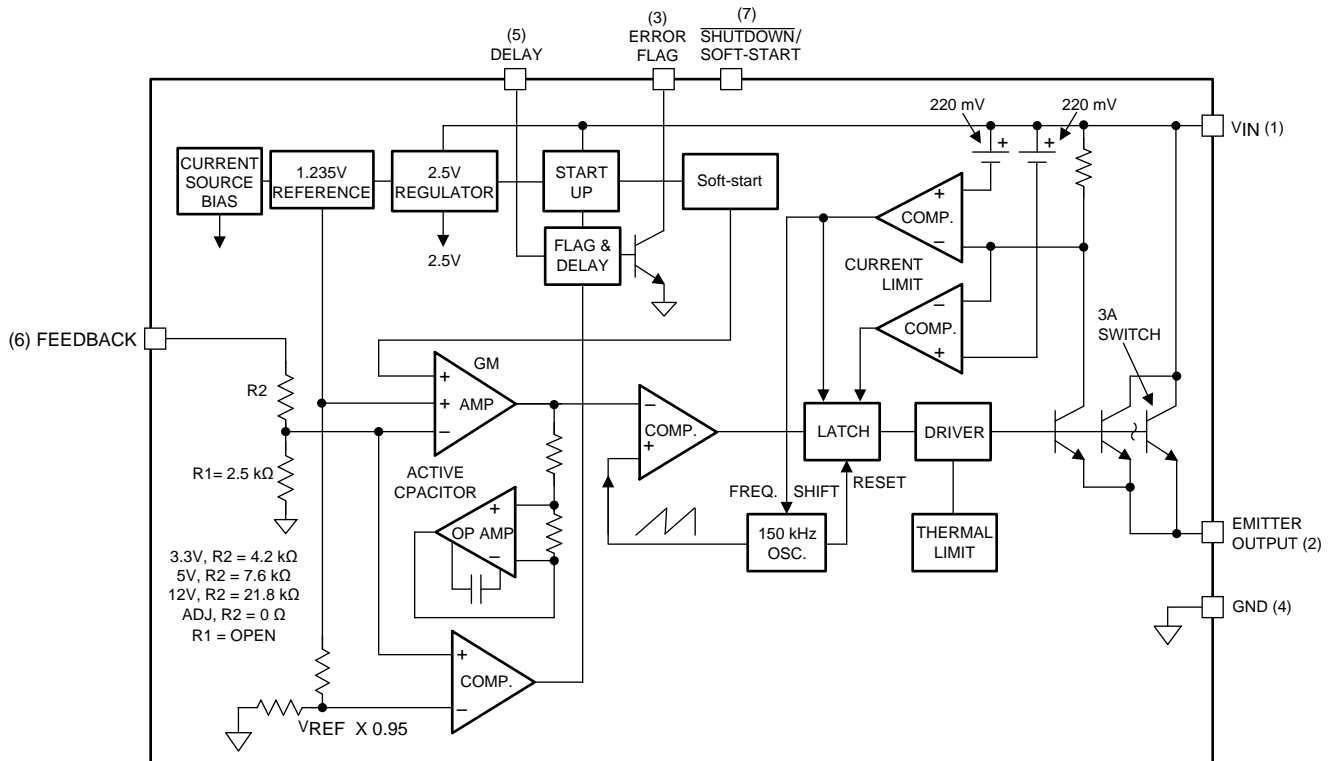 (5)
DELAY
(3)
ERROR
FLAG
(7)
SHUTDOWN/
SOFT-START
220 mV
220 mV
+
+
VIN (1)
CURRENT
SOURCE
BIAS
1.235V
REFERENCE
2.5V
REGULATOR
START
UP
Soft-start
2.5V
FLAG &
DELAY
+
COMP.
−
CURRENT
LIMIT
−
COMP.
+
3A
SWITCH
(6) FEEDBACK
R2
R1= 2.5 kΩ
GM
+
+ AMP
−
ACTIVE
CPACITOR
+
OP AMP
−
−
COMP.
+
LATCH
DRIVER
FREQ. SHIFT
RESET
150 kHz
OSC.
THERMAL
LIMIT
EMITTER
OUTPUT (2)
GND (4)
3.3V, R2 = 4.2 kΩ
5V, R2 = 7.6 kΩ
12V, R2 = 21.8 kΩ
ADJ, R2 = 0 Ω
R1 = OPEN
+
COMP.
−
VREF X 0.95